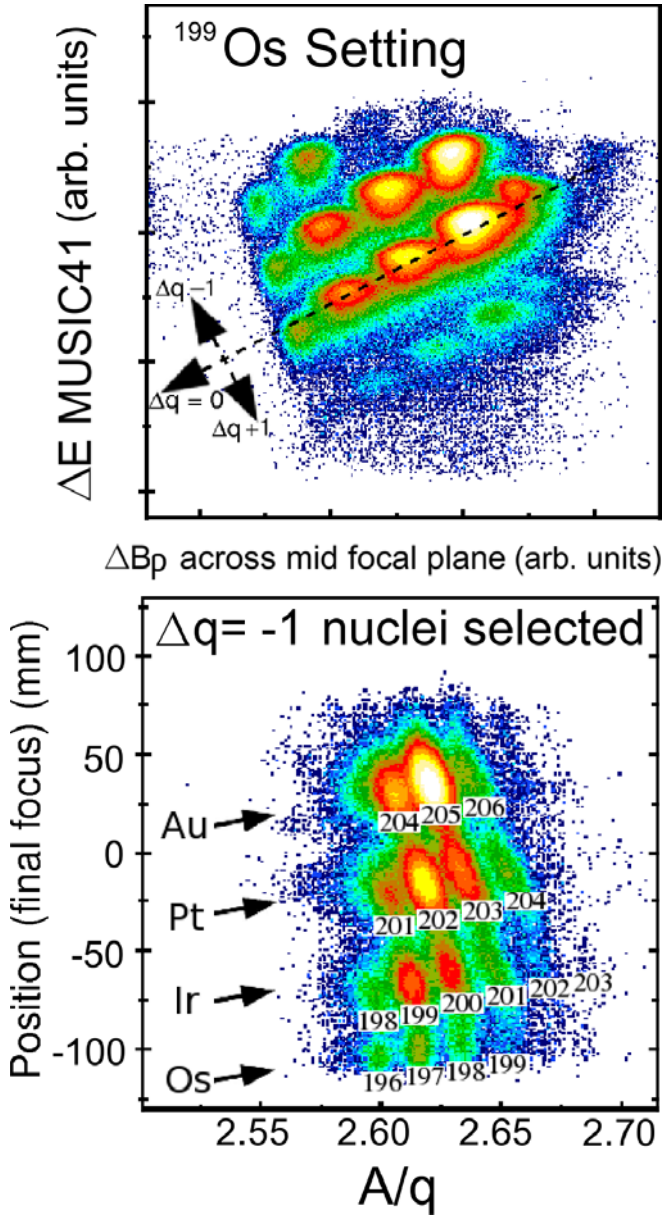 ¹⁹⁹Os Setting
ΔE MUSIC41 (arb. units)
Δq −1
Δq = 0
Δq+1
ΔBρ across mid focal plane (arb. units)
Δq= -1 nuclei selected
Position (final focus) (mm)
100
50
0
-50
-100
Au
204 205 206
Pt
201 202 203 204
Ir
198 199 200 201 202 203
Os
196 197 198 199
2.55 2.60 2.65 2.70
A/q